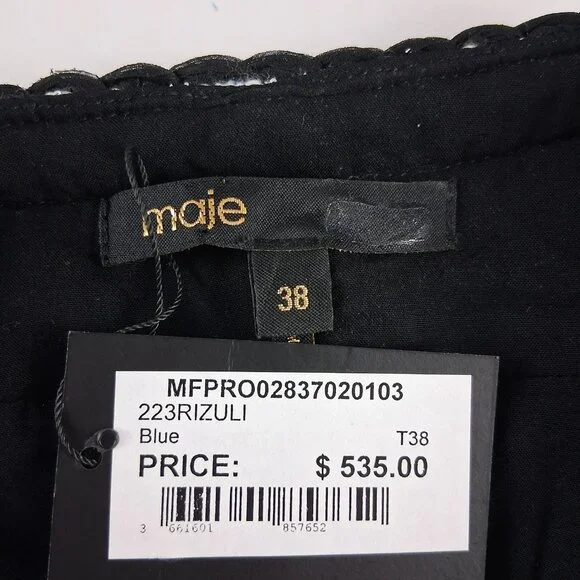 maje
38
MFPRO02837020103
223RIZULI
Blue T38
PRICE: $ 535.00
3 661601 857652